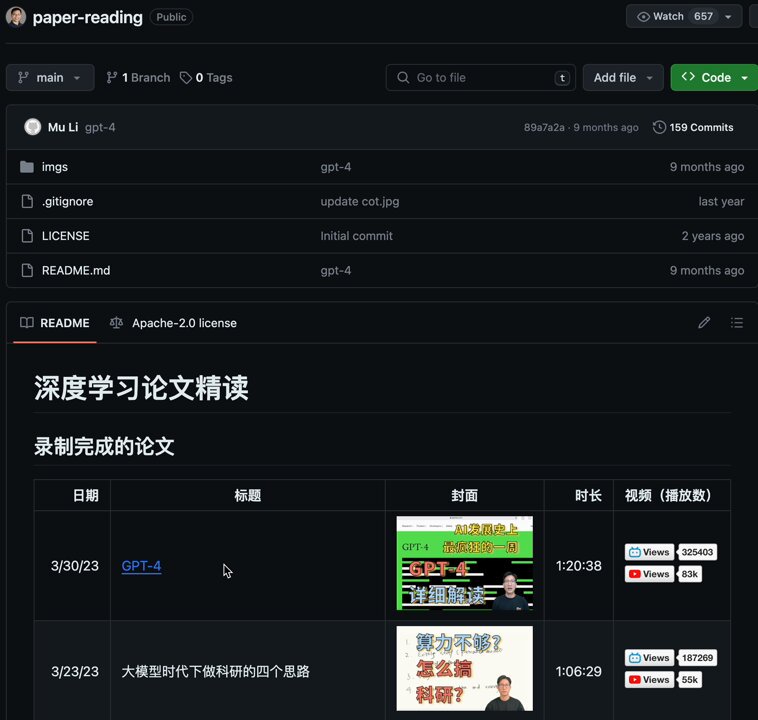 paper-reading Public Watch 657
main 1 Branch 0 Tags Go to file t Add file Code
Mu Li gpt-4 89a7a2a · 9 months ago 159 Commits
imgs gpt-4 9 months ago
.gitignore update cot.jpg last year
LICENSE Initial commit 2 years ago
README.md gpt-4 9 months ago
README Apache-2.0 license
深度学习论文精读
录制完成的论文
日期 标题 封面 时长 视频（播放数）
AI发展史上
GPT-4 最疯狂的一周
GPT-4
详细解读
3/30/23 GPT-4 1:20:38 Views 325403
Views 83k
算力不够?
怎么搞
科研?
3/23/23 大模型时代下做科研的四个思路 1:06:29 Views 187269
Views 55k